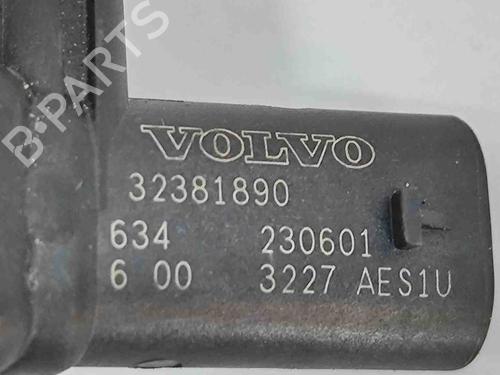 B-PARTS
VOLVO
32381890
634 230601
6 00 3227 AES1U